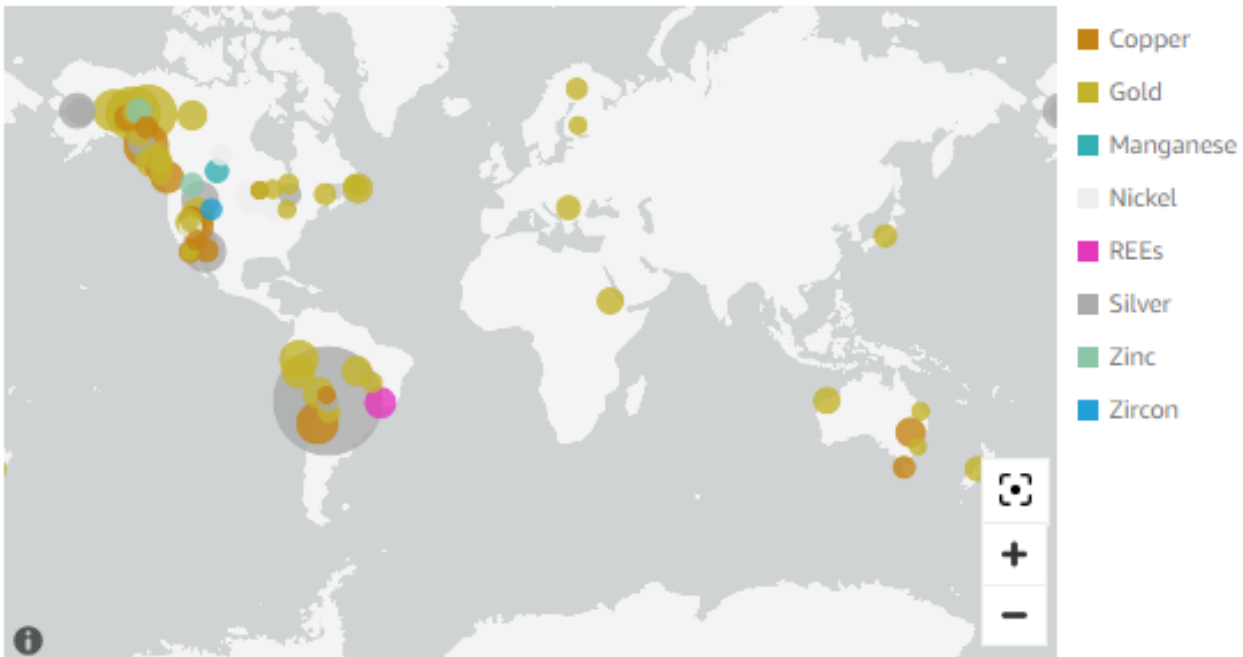 Copper
Gold
Manganese
Nickel
REEs
Silver
Zinc
Zircon